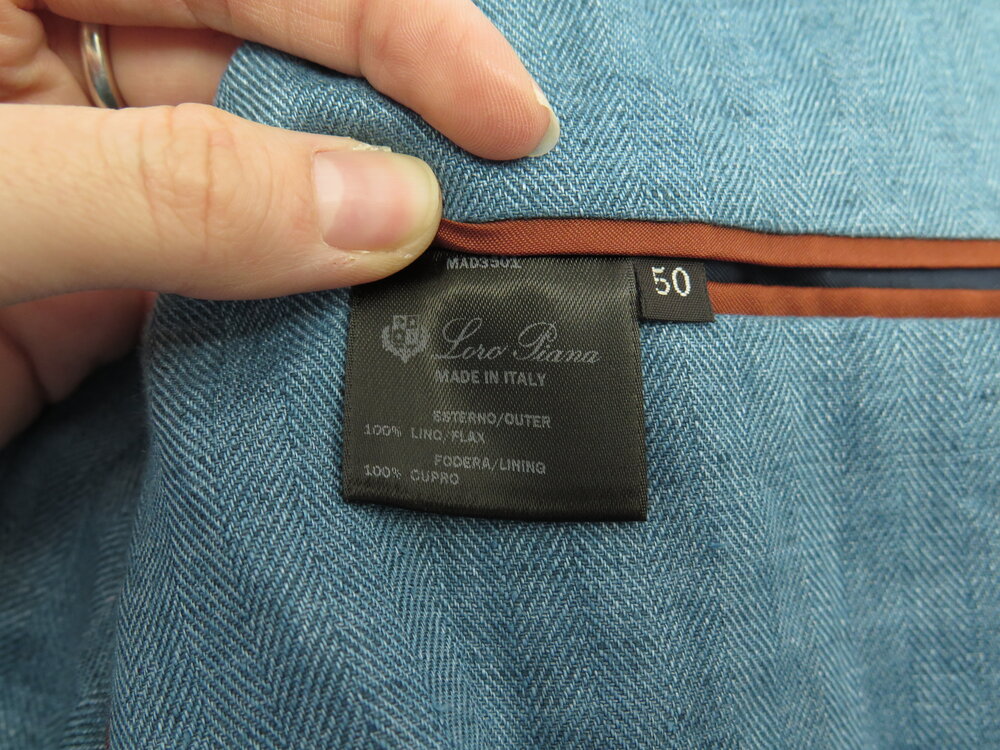 MAD3501
50
Loro Piana
MADE IN ITALY
ESTERNO/OUTER
100% LINO/FLAX
FODERA/LINING
100% CUPRO